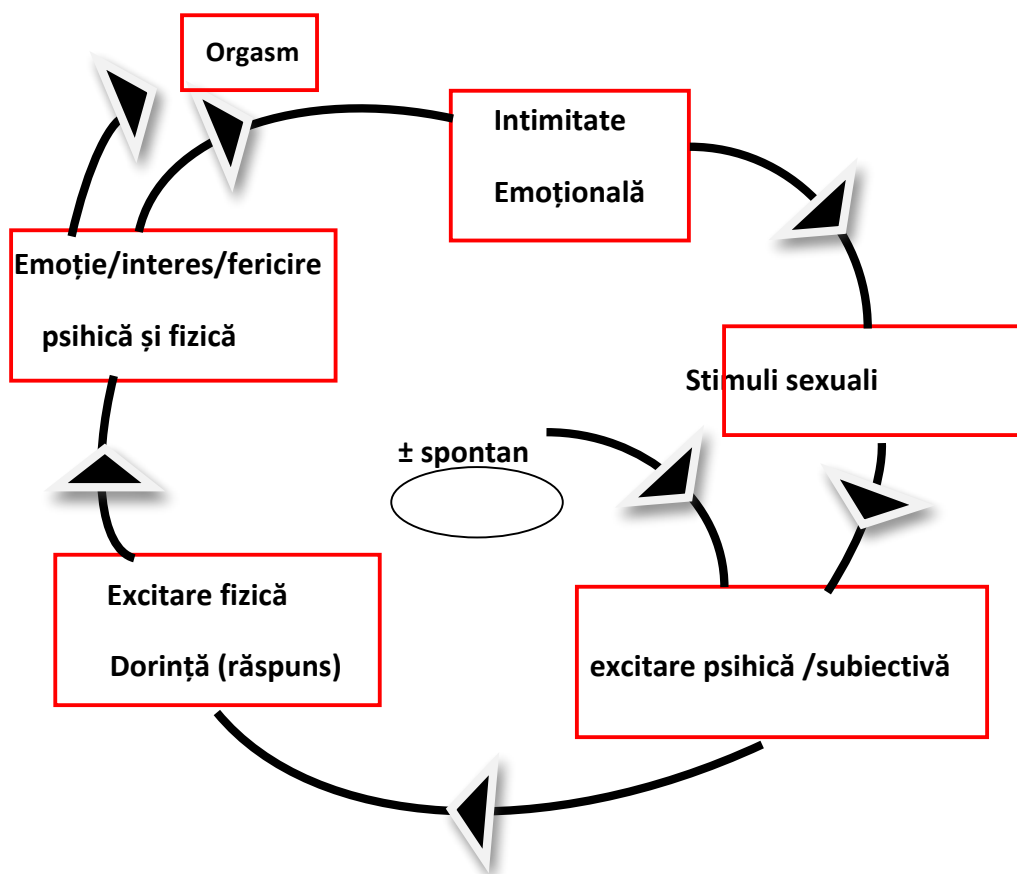 Orgasm
Intimitate
Emoțională
Emoție/interes/fericire
psihică și fizică
Stimuli sexuali
± spontan
Excitare fizică
Dorință (răspuns)
excitare psihică /subiectivă